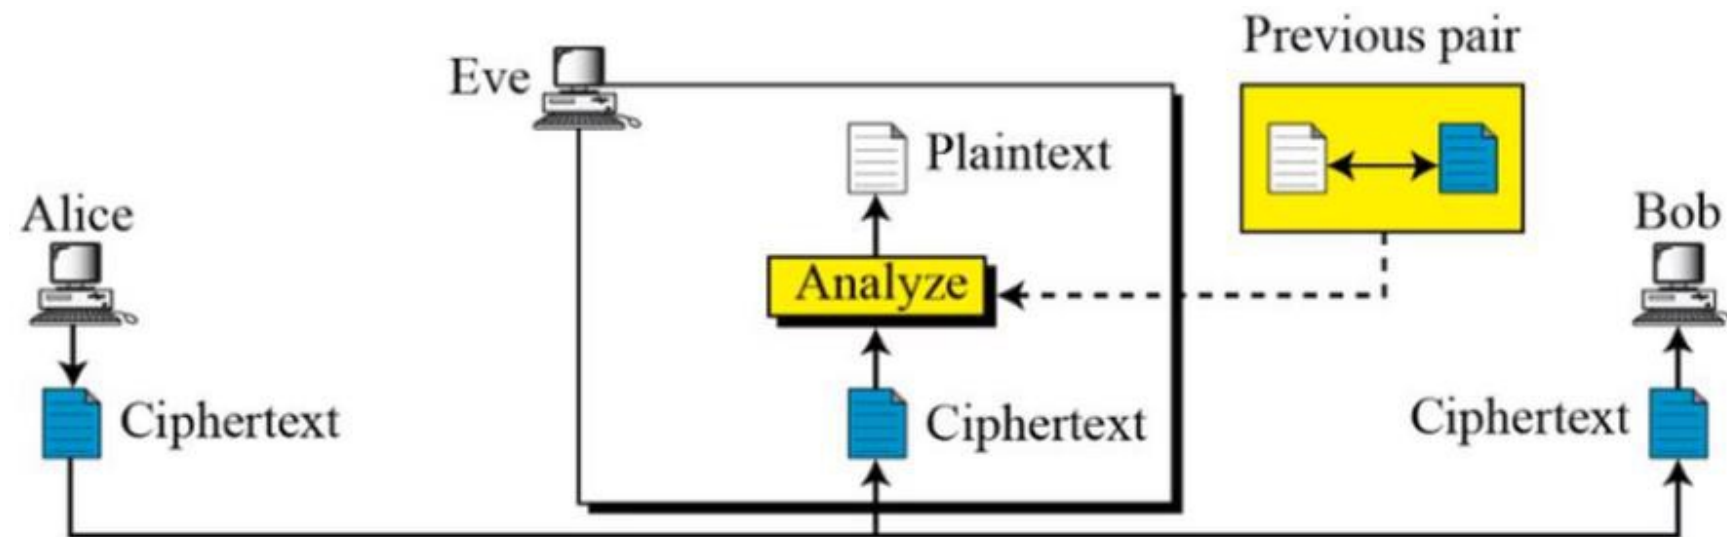 Previous pair
Eve
Plaintext
Alice
Bob
Analyze
Ciphertext
Ciphertext
Ciphertext